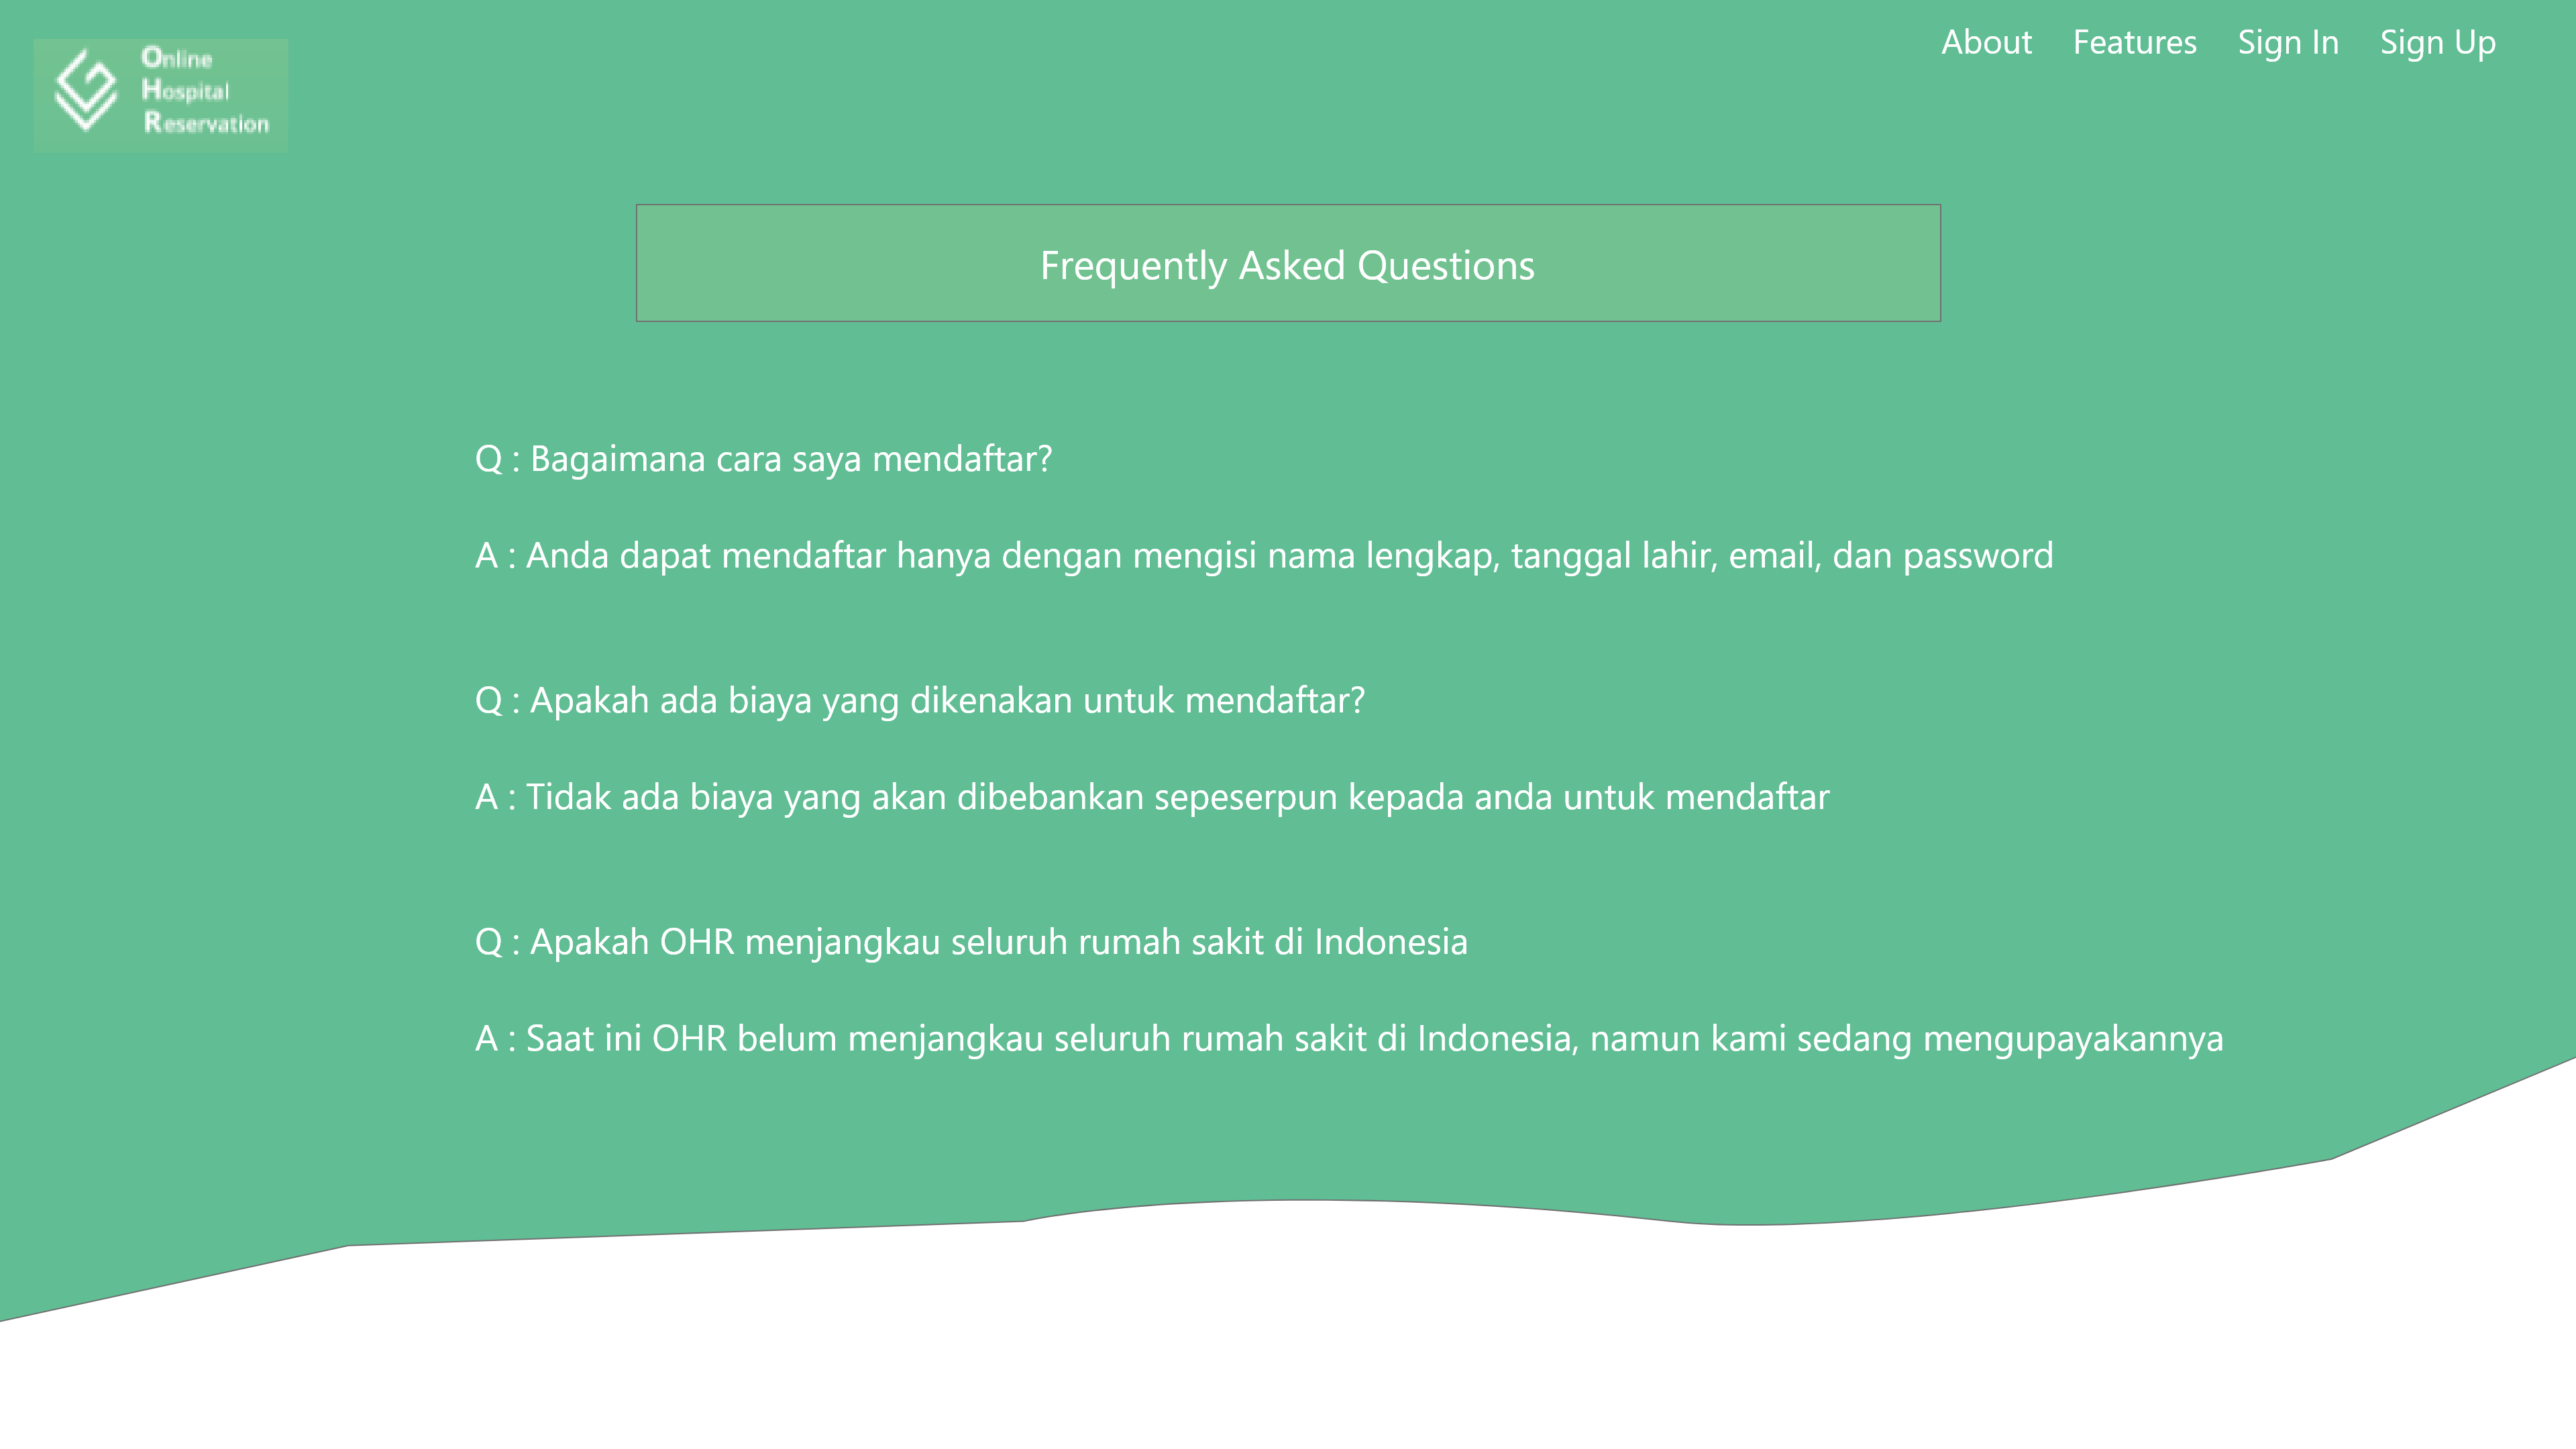 Online
Hospital
Reservation
About Features Sign In Sign Up
Frequently Asked Questions
Q : Bagaimana cara saya mendaftar?
A : Anda dapat mendaftar hanya dengan mengisi nama lengkap, tanggal lahir, email, dan password
Q : Apakah ada biaya yang dikenakan untuk mendaftar?
A : Tidak ada biaya yang akan dibebankan sepeserpun kepada anda untuk mendaftar
Q : Apakah OHR menjangkau seluruh rumah sakit di Indonesia
A : Saat ini OHR belum menjangkau seluruh rumah sakit di Indonesia, namun kami sedang mengupayakannya